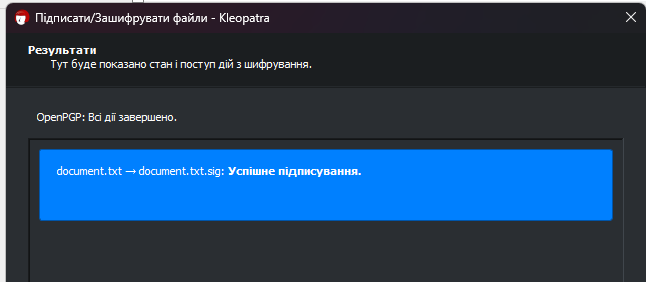 Підписати/Зашифрувати файли - Kleopatra
Результати
Тут буде показано стан і поступ дій з шифрування.
OpenPGP: Всі дії завершено.
document.txt → document.txt.sig: Успішне підписування.